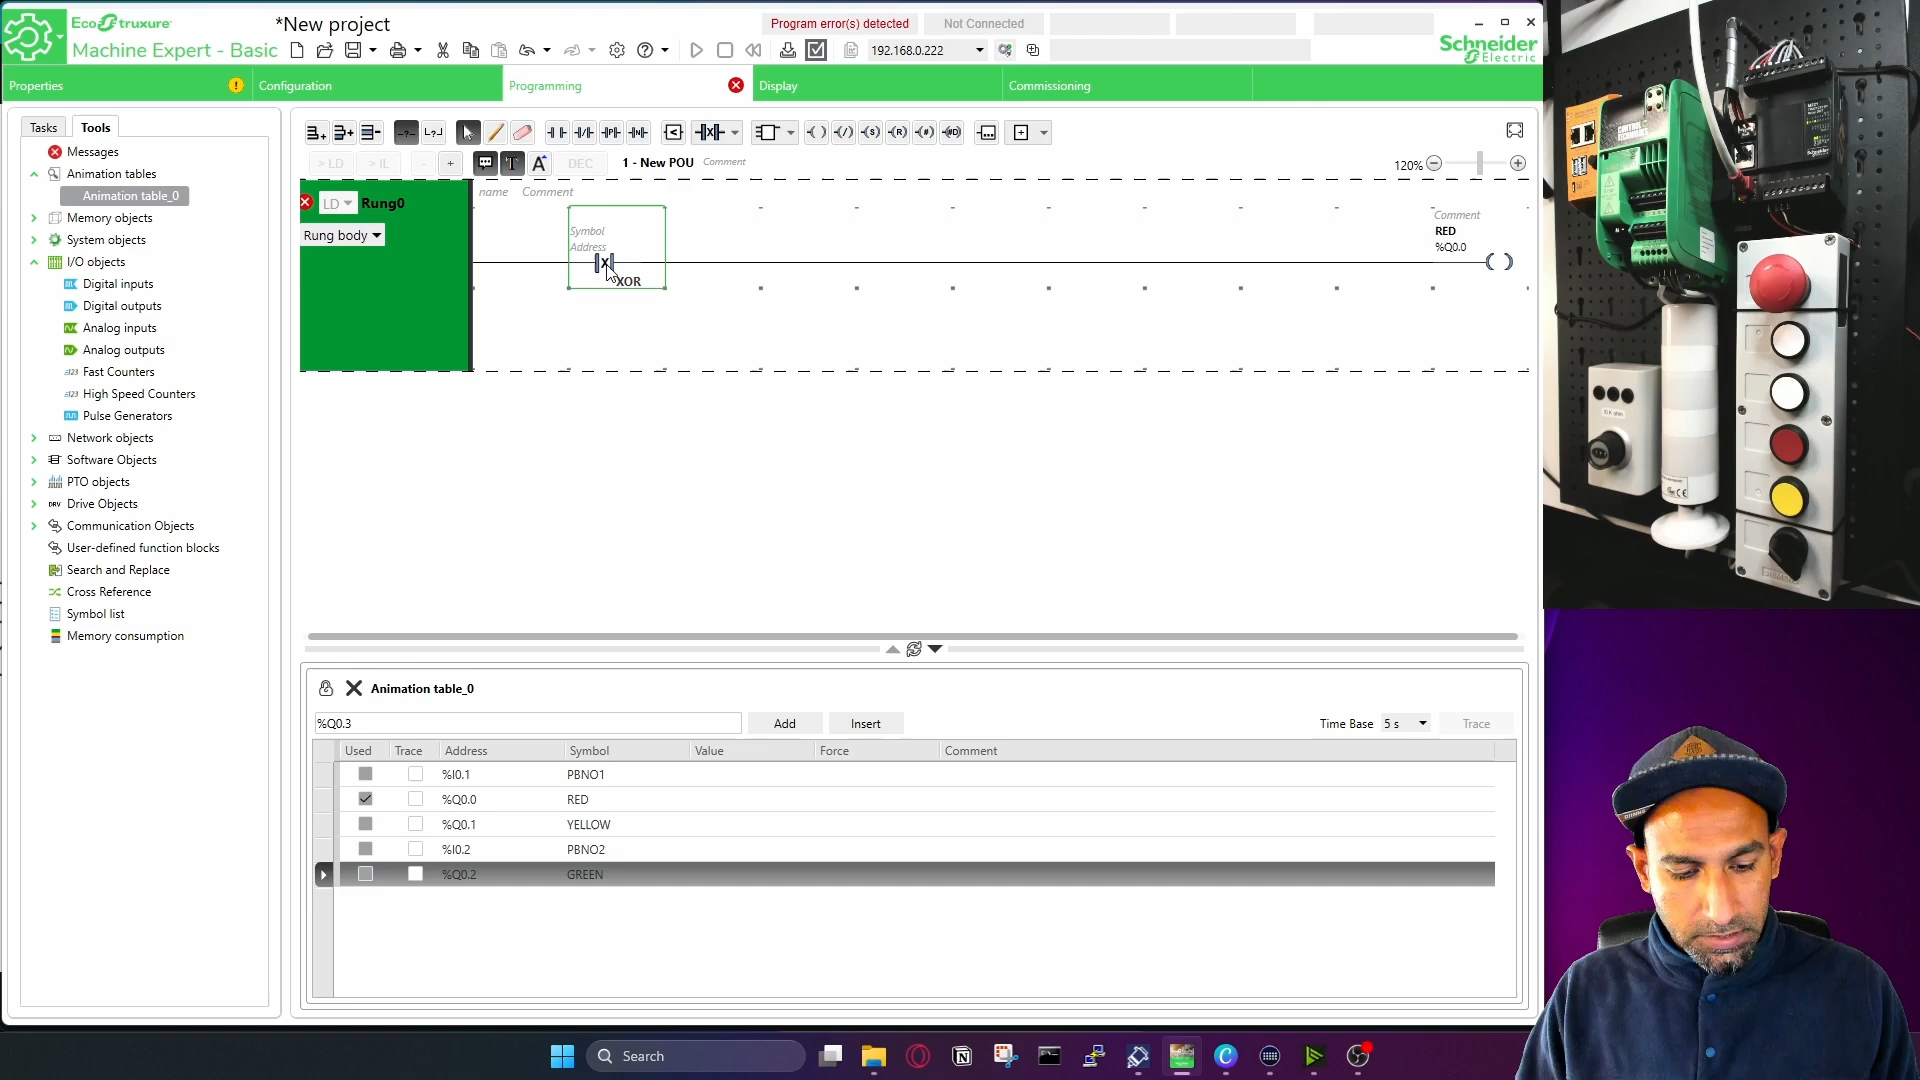 EcoStruxure
Machine Expert - Basic
*New project
Program error(s) detected
Not Connected
192.168.0.222
Schneider
Electric
Properties
Configuration
Programming
Display
Commissioning
Tasks
Tools
Messages
Animation tables
Animation table_0
Memory objects
System objects
I/O objects
Digital inputs
Digital outputs
Analog inputs
Analog outputs
Fast Counters
High Speed Counters
Pulse Generators
Network objects
Software Objects
PTO objects
Drive Objects
Communication Objects
User-defined function blocks
Search and Replace
Cross Reference
Symbol list
Memory consumption
> LD
> IL
DEC
1 - New POU
Comment
120%
name
Comment
LD
Rung0
Rung body
Symbol
Address
XOR
Comment
RED
%Q0.0
Animation table_0
%Q0.3
Add
Insert
Time Base
5 s
Trace
Used
Trace
Address
Symbol
Value
Force
Comment
%I0.1
PBNO1
%Q0.0
RED
%Q0.1
YELLOW
%I0.2
PBNO2
%Q0.2
GREEN
Search